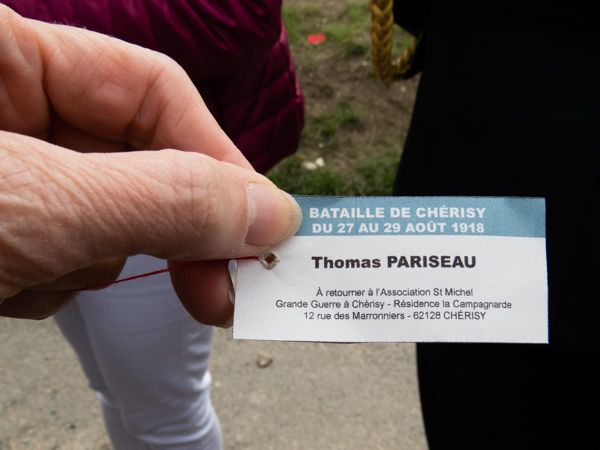 BATAILLE DE CHÉRISY
DU 27 AU 29 AOÛT 1918
Thomas PARISEAU
À retourner à l'Association St Michel
Grande Guerre à Chérisy - Résidence la Campagnarde
12 rue des Marronniers - 62128 CHÉRISY